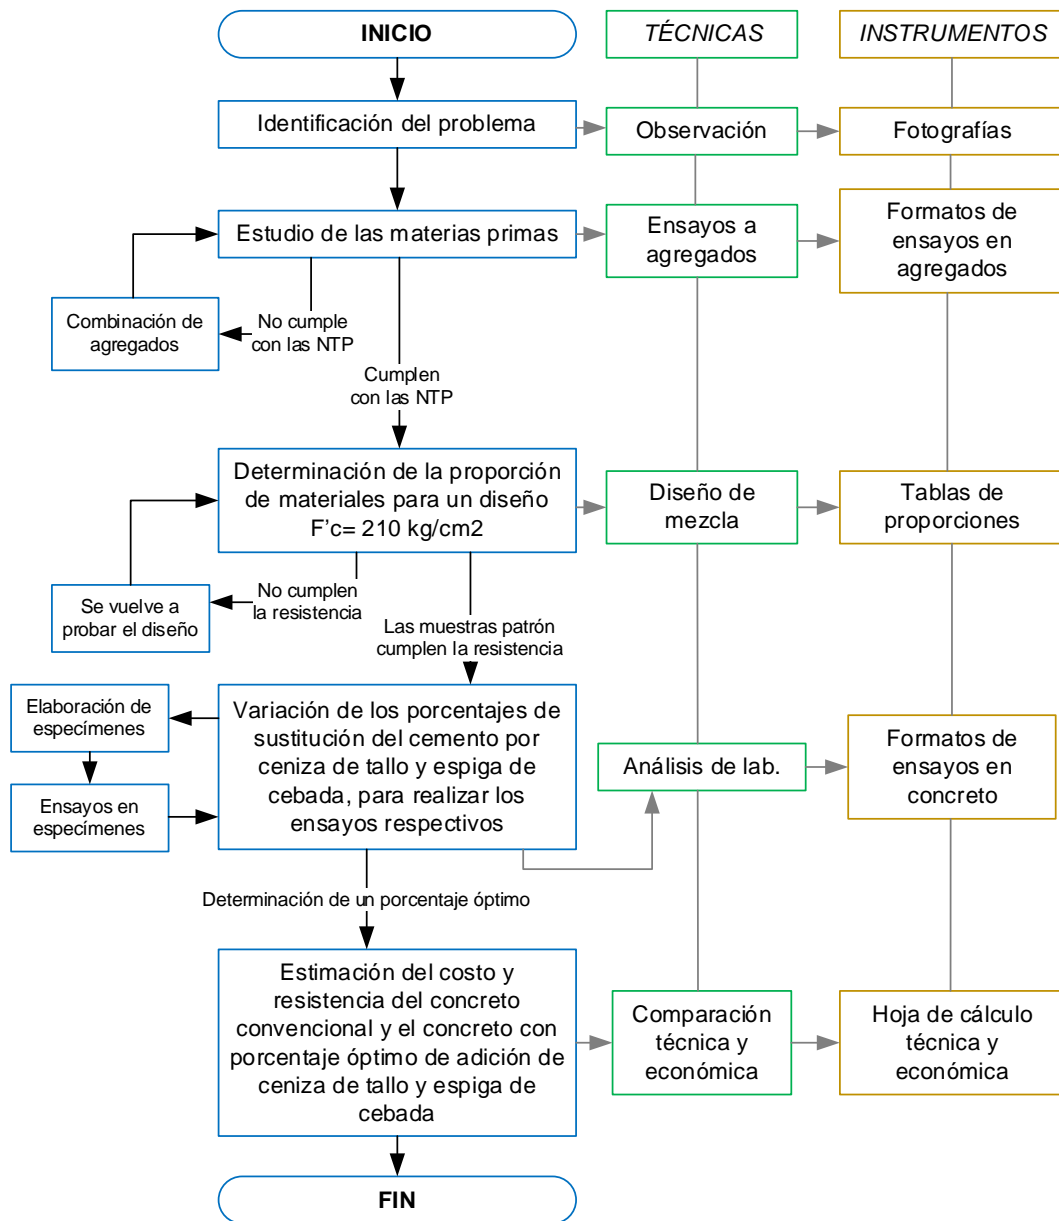 INICIO
TÉCNICAS
INSTRUMENTOS
Identificación del problema
Observación
Fotografías
Estudio de las materias primas
Ensayos a
agregados
Formatos de
ensayos en
agregados
Combinación de
agregados
No cumple
con las NTP
Cumplen
con las NTP
Determinación de la proporción
de materiales para un diseño
F'c= 210 kg/cm2
Diseño de
mezcla
Tablas de
proporciones
Se vuelve a
probar el diseño
No cumplen
la resistencia
Las muestras patrón
cumplen la resistencia
Elaboración de
especímenes
Ensayos en
especímenes
Variación de los porcentajes de
sustitución del cemento por
ceniza de tallo y espiga de
cebada, para realizar los
ensayos respectivos
Análisis de lab.
Formatos de
ensayos en
concreto
Determinación de un porcentaje óptimo
Estimación del costo y
resistencia del concreto
convencional y el concreto con
porcentaje óptimo de adición de
ceniza de tallo y espiga de
cebada
Comparación
técnica y
económica
Hoja de cálculo
técnica y
económica
FIN